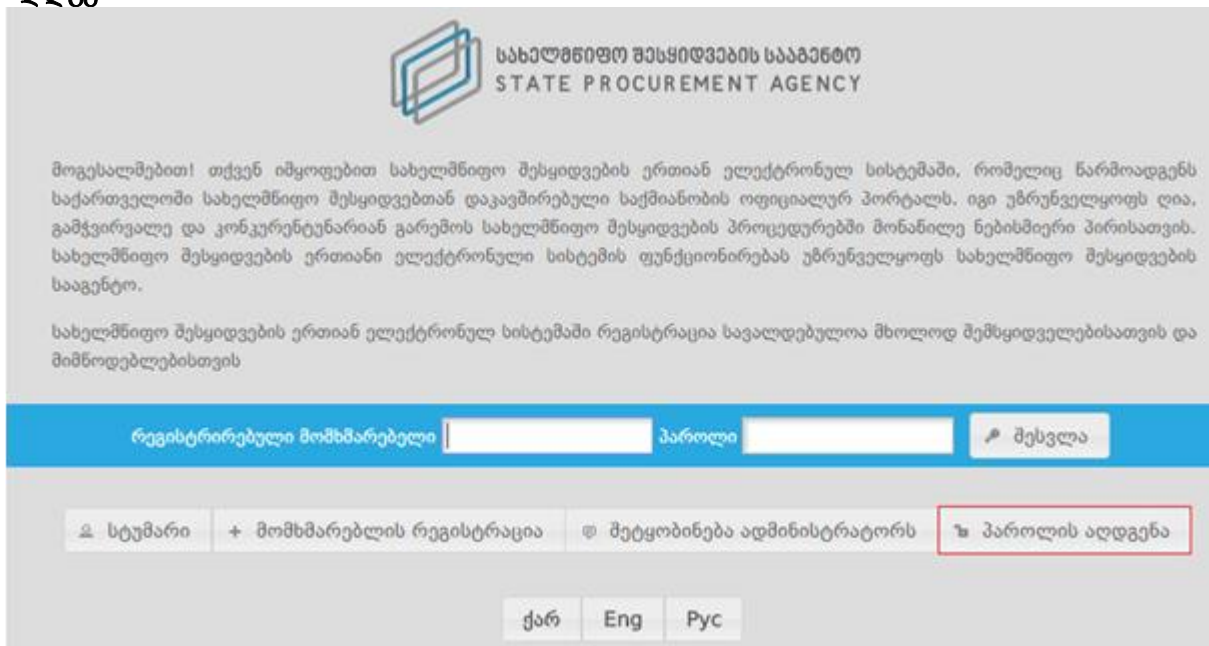 სახელმწიფო შესყიდვების სააგენტო
STATE PROCUREMENT AGENCY
მოგესალმებით! თქვენ იმყოფებით სახელმწიფო შესყიდვების ერთიან ელექტრონულ სისტემაში, რომელიც წარმოადგენს
საქართველოში სახელმწიფო შესყიდვებთან დაკავშირებული საქმიანობის ოფიციალურ პორტალს. იგი უზრუნველყოფს ღია,
გამჭვირვალე და კონკურენტუნარიან გარემოს სახელმწიფო შესყიდვების პროცედურებში მონაწილე ნებისმიერი პირისათვის.
სახელმწიფო შესყიდვების ერთიანი ელექტრონული სისტემის ფუნქციონირებას უზრუნველყოფს სახელმწიფო შესყიდვების
სააგენტო.
სახელმწიფო შესყიდვების ერთიან ელექტრონულ სისტემაში რეგისტრაცია სავალდებულოა მხოლოდ შემსყიდველებისათვის და
მიმწოდებლებისთვის
რეგისტრირებული მომხმარებელი პაროლი შესვლა
სტუმარი + მომხმარებლის რეგისტრაცია შეტყობინება ადმინისტრატორს პაროლის აღდგენა
ქარ Eng Рус